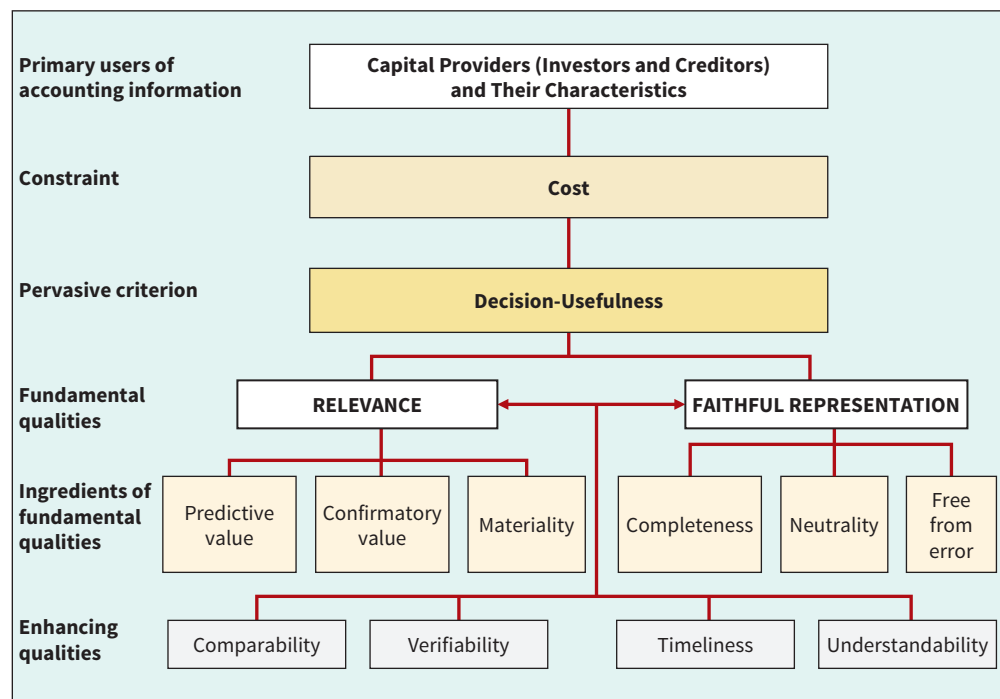 Primary users of
accounting information
Capital Providers (Investors and Creditors)
and Their Characteristics
Constraint
Cost
Pervasive criterion
Decision-Usefulness
Fundamental
qualities
RELEVANCE
FAITHFUL REPRESENTATION
Ingredients of
fundamental
qualities
Predictive
value
Confirmatory
value
Materiality
Completeness
Neutrality
Free
from
error
Enhancing
qualities
Comparability
Verifiability
Timeliness
Understandability